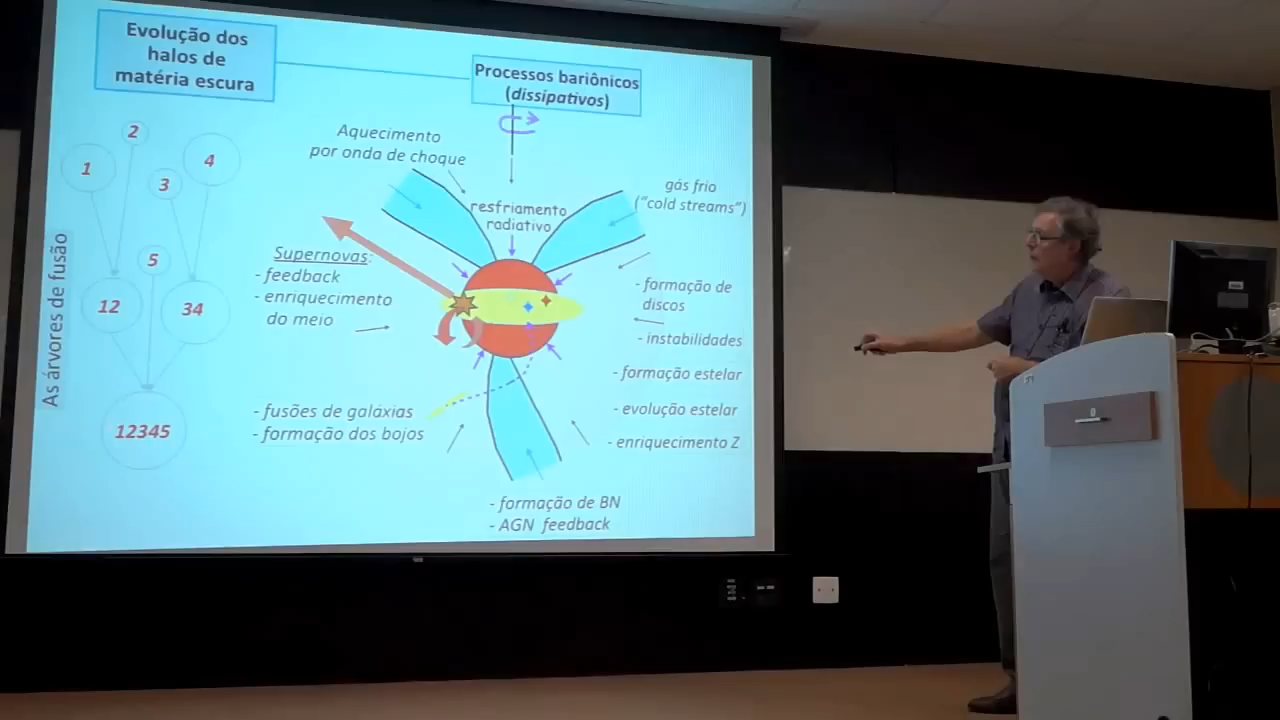 Evolução dos
halos de
matéria escura
Processos bariônicos
(dissipativos)
As árvores de fusão
1
2
3
4
5
12
34
12345
Aquecimento
por onda de choque
resfriamento
radiativo
gás frio
("cold streams")
Supernovas:
- feedback
- enriquecimento
do meio
- fusões de galáxias
- formação dos bojos
- formação de
discos
- instabilidades
- formação estelar
- evolução estelar
- enriquecimento Z
- formação de BN
- AGN feedback